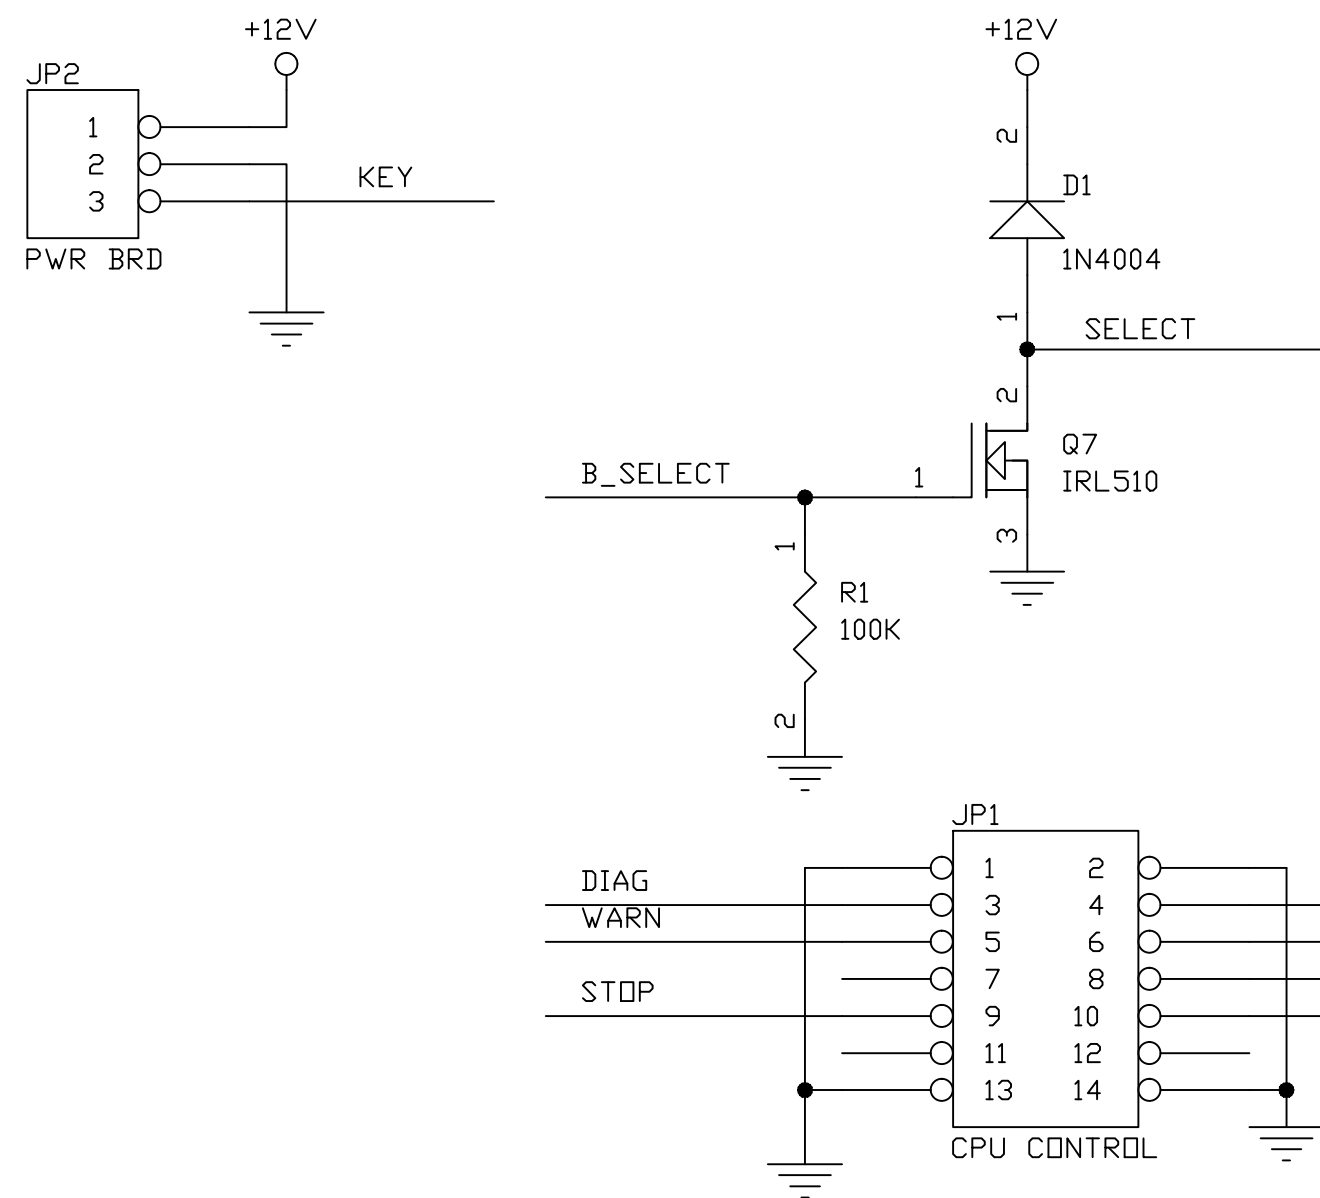 +12V
JP2
1
2
3
KEY
PWR BRD
+12V
2
D1
1N4004
1
SELECT
2
Q7
IRL510
B_SELECT
1
3
1
R1
100K
2
JP1
DIAG
WARN
STOP
1 2
3 4
5 6
7 8
9 10
11 12
13 14
CPU CONTROL